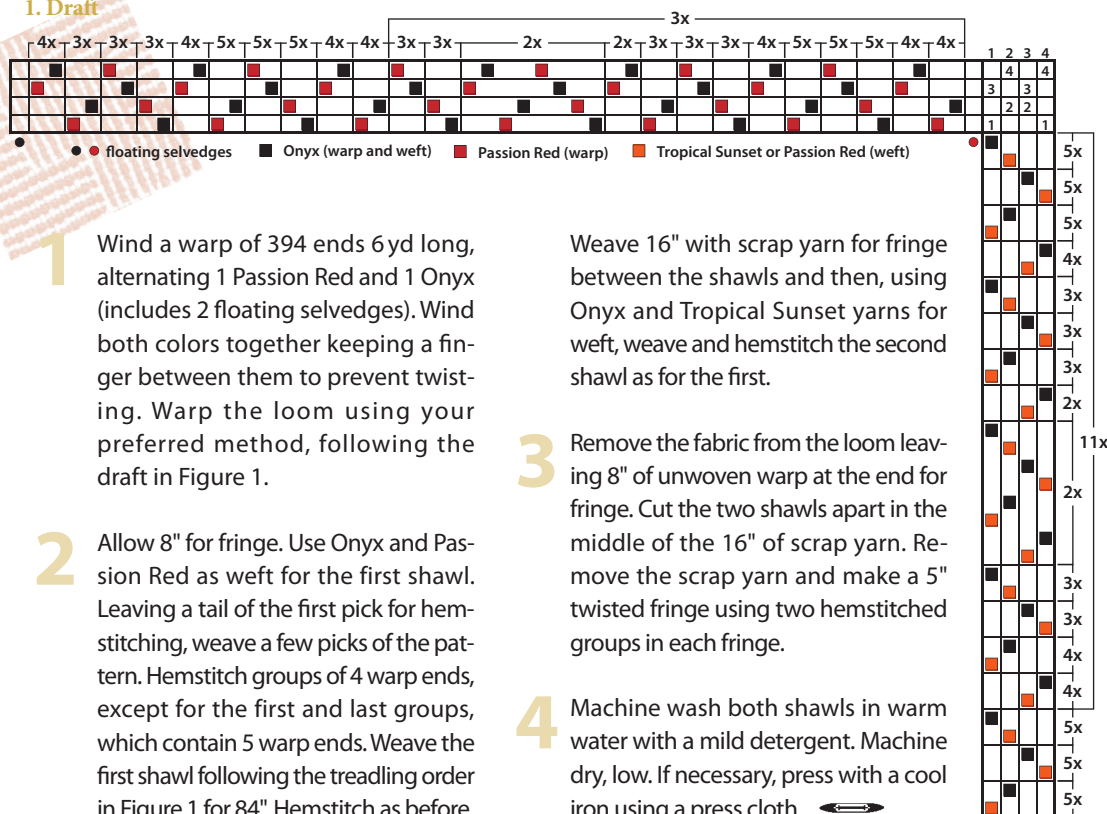 1. Draft
3x
4x 3x 3x 3x 4x 5x 5x 5x 4x 4x 3x 3x 2x 2x 3x 3x 3x 4x 5x 5x 5x 4x 4x
1 2 3 4
4 4
3 3
2 2
1 1
floating selvedges Onyx (warp and weft) Passion Red (warp) Tropical Sunset or Passion Red (weft)
5x
5x
5x
4x
3x
3x
3x
2x
11x
2x
3x
3x
4x
4x
5x
5x
5x
1
Wind a warp of 394 ends 6 yd long,
alternating 1 Passion Red and 1 Onyx
(includes 2 floating selvedges). Wind
both colors together keeping a fin-
ger between them to prevent twist-
ing. Warp the loom using your
preferred method, following the
draft in Figure 1.
2
Allow 8" for fringe. Use Onyx and Pas-
sion Red as weft for the first shawl.
Leaving a tail of the first pick for hem-
stitching, weave a few picks of the pat-
tern. Hemstitch groups of 4 warp ends,
except for the first and last groups,
which contain 5 warp ends. Weave the
first shawl following the treadling order
in Figure 1 for 84". Hemstitch as before.
Weave 16" with scrap yarn for fringe
between the shawls and then, using
Onyx and Tropical Sunset yarns for
weft, weave and hemstitch the second
shawl as for the first.
3
Remove the fabric from the loom leav-
ing 8" of unwoven warp at the end for
fringe. Cut the two shawls apart in the
middle of the 16" of scrap yarn. Re-
move the scrap yarn and make a 5"
twisted fringe using two hemstitched
groups in each fringe.
4
Machine wash both shawls in warm
water with a mild detergent. Machine
dry, low. If necessary, press with a cool
iron using a press cloth.